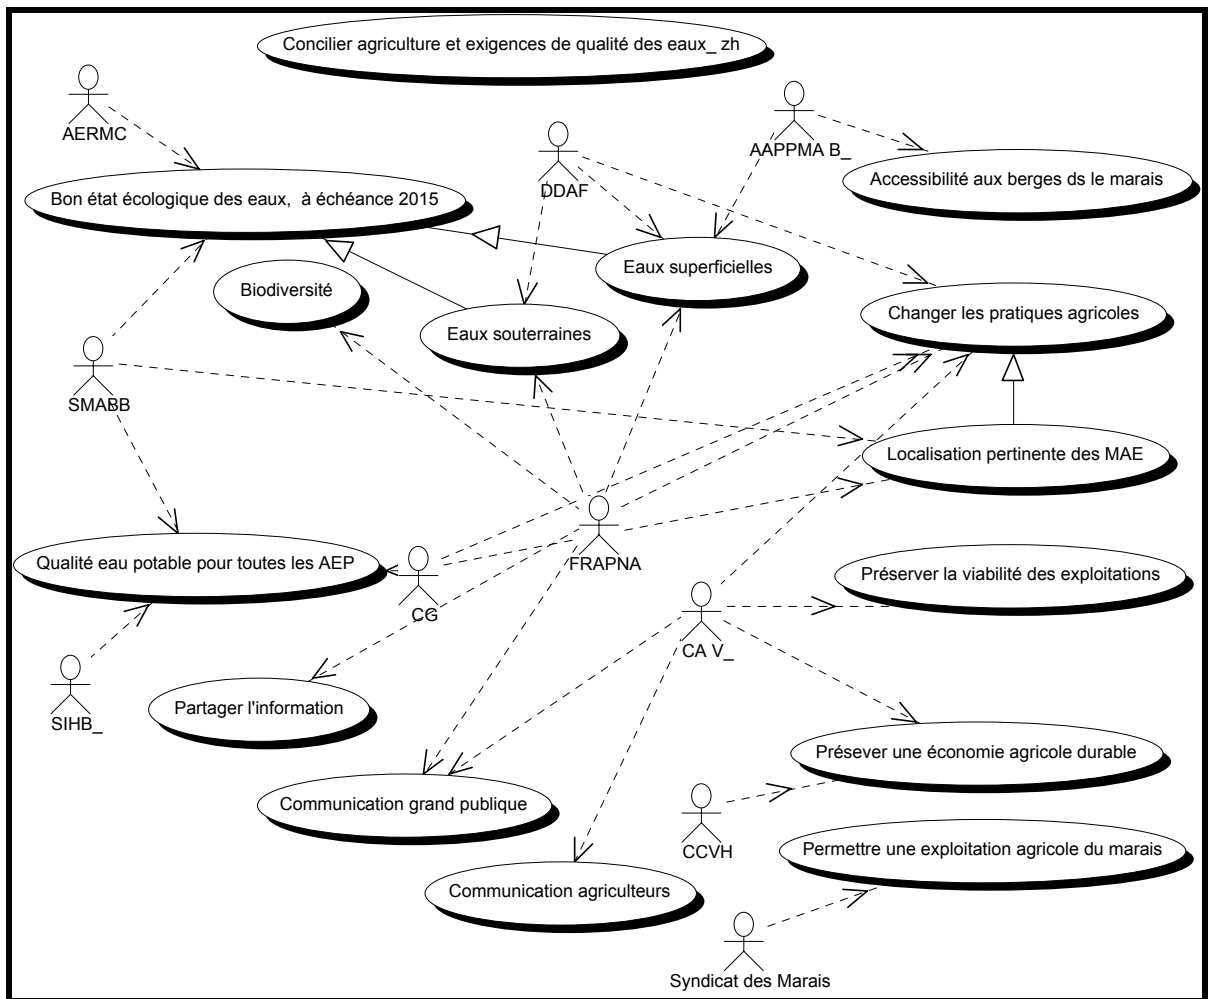 Concilier agriculture et exigences de qualité des eaux_ zh
AERMC
AAPPMA B_
DDAF
Accessibilité aux berges ds le marais
Bon état écologique des eaux, à échéance 2015
Eaux superficielles
Biodiversité
Changer les pratiques agricoles
Eaux souterraines
SMABB
Localisation pertinente des MAE
Qualité eau potable pour toutes les AEP
FRAPNA
Préserver la viabilité des exploitations
CG
CA V_
Partager l'information
SIHB_
Présever une économie agricole durable
Communication grand publique
CCVH
Permettre une exploitation agricole du marais
Communication agriculteurs
Syndicat des Marais